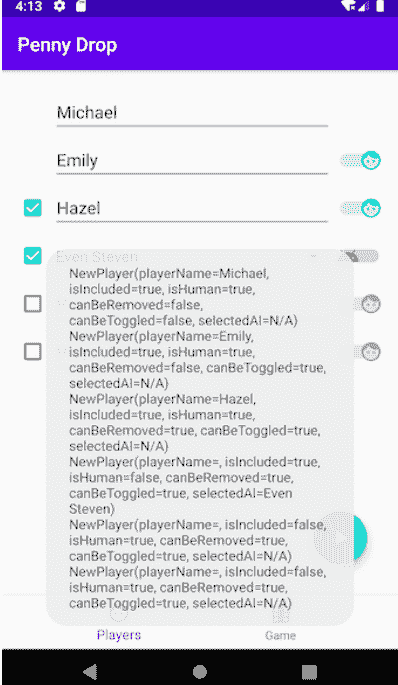 4:13
Penny Drop
Michael
Emily
Hazel
Even Steven
NewPlayer(playerName=Michael,
isIncluded=true, isHuman=true,
canBeRemoved=false,
canBeToggled=false, selectedAI=N/A)
NewPlayer(playerName=Emily,
isIncluded=true, isHuman=true,
canBeRemoved=false, canBeToggled=true,
selectedAI=N/A)
NewPlayer(playerName=Hazel,
isIncluded=true, isHuman=true,
canBeRemoved=true, canBeToggled=true,
selectedAI=N/A)
NewPlayer(playerName=, isIncluded=true,
isHuman=false, canBeRemoved=true,
canBeToggled=true, selectedAI=Even
Steven)
NewPlayer(playerName=, isIncluded=false,
isHuman=true, canBeRemoved=true,
canBeToggled=true, selectedAI=N/A)
NewPlayer(playerName=, isIncluded=false,
isHuman=true, canBeRemoved=true,
canBeToggled=true, selectedAI=N/A)
Players
Game